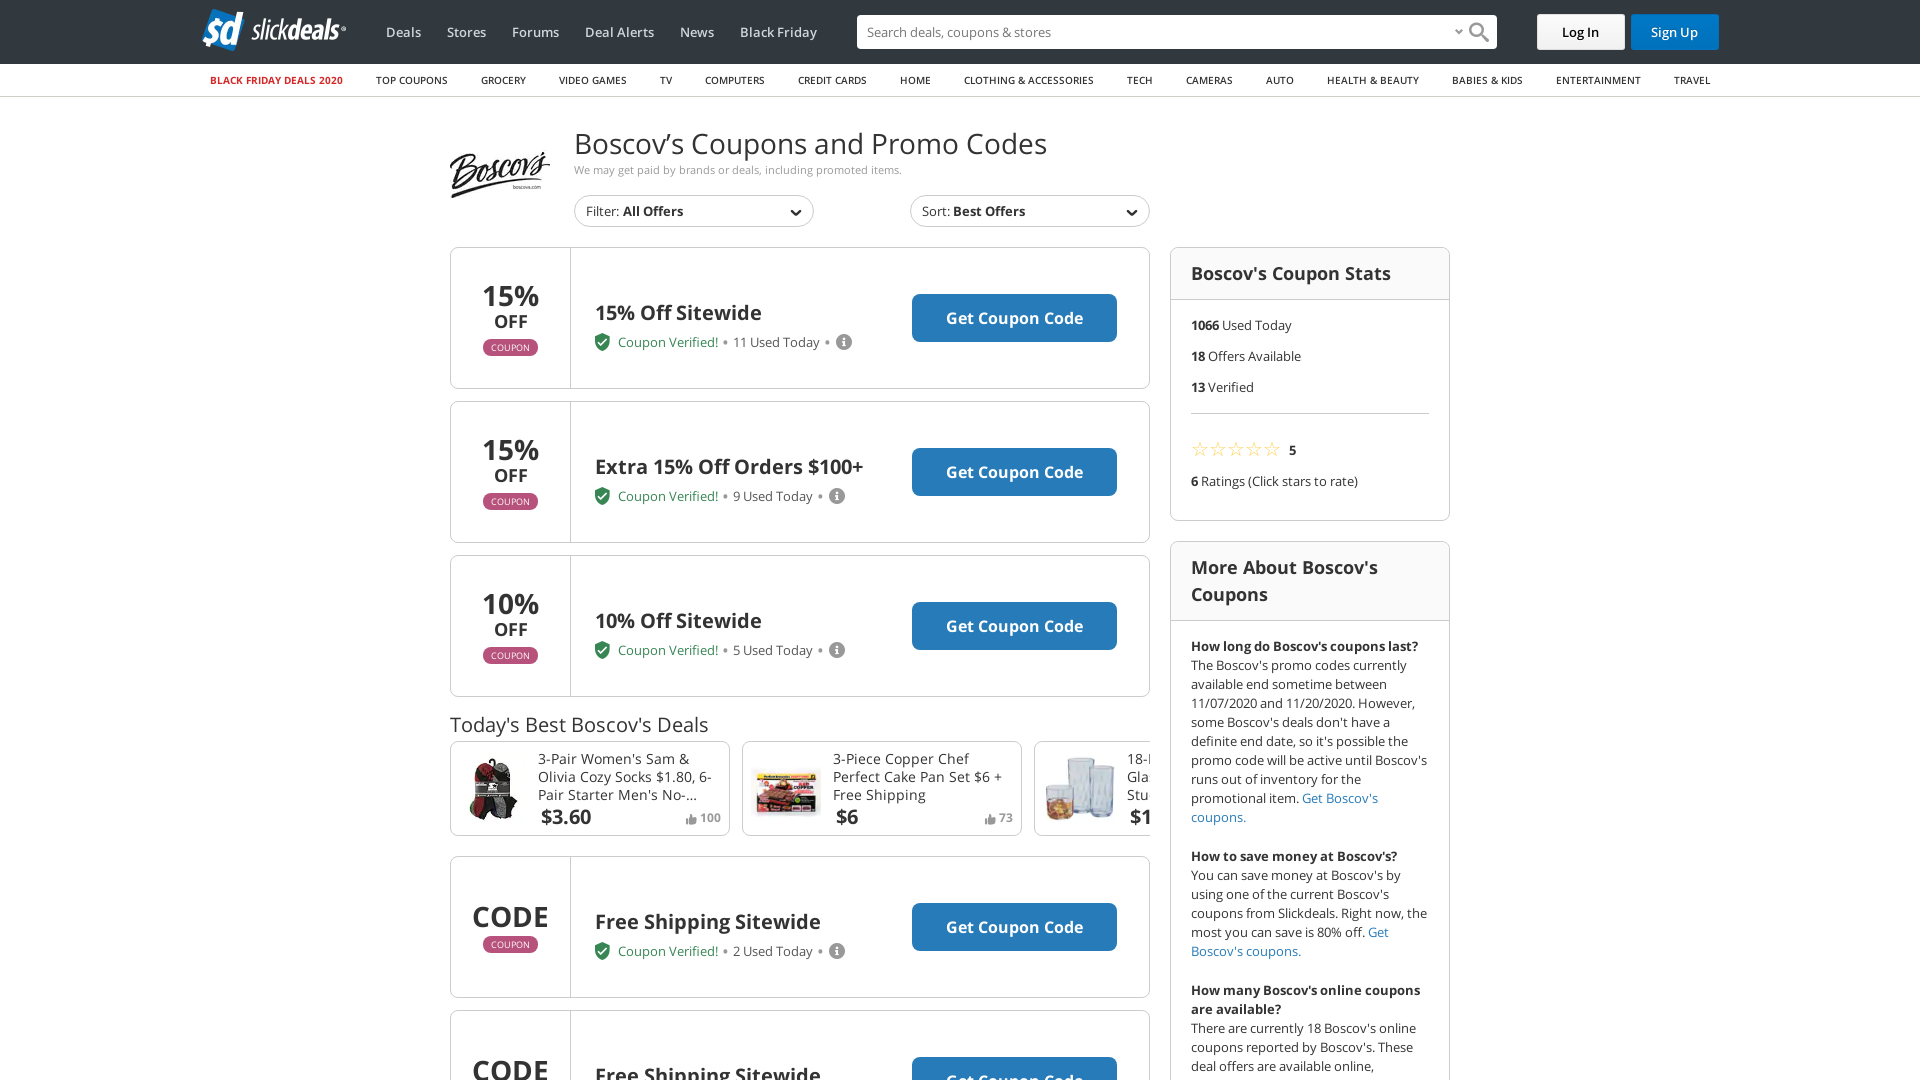 slickdeals
Deals
Stores
Forums
Deal Alerts
News
Black Friday
Search deals, coupons & stores
Log In
Sign Up
BLACK FRIDAY DEALS 2020
TOP COUPONS
GROCERY
VIDEO GAMES
TV
COMPUTERS
CREDIT CARDS
HOME
CLOTHING & ACCESSORIES
TECH
CAMERAS
AUTO
HEALTH & BEAUTY
BABIES & KIDS
ENTERTAINMENT
TRAVEL
Boscov's
boscovs.com
Boscov’s Coupons and Promo Codes
We may get paid by brands or deals, including promoted items.
Filter: All Offers
Sort: Best Offers
15%
OFF
COUPON
15% Off Sitewide
Coupon Verified! • 11 Used Today •
Get Coupon Code
15%
OFF
COUPON
Extra 15% Off Orders $100+
Coupon Verified! • 9 Used Today •
Get Coupon Code
10%
OFF
COUPON
10% Off Sitewide
Coupon Verified! • 5 Used Today •
Get Coupon Code
Today's Best Boscov's Deals
3-Pair Women's Sam &
Olivia Cozy Socks $1.80, 6-
Pair Starter Men's No-...
$3.60
100
3-Piece Copper Chef
Perfect Cake Pan Set $6 +
Free Shipping
$6
73
18-
Gla
Stu
$1
CODE
COUPON
Free Shipping Sitewide
Coupon Verified! • 2 Used Today •
Get Coupon Code
CODE
Free Shipping Sitewide
Get Coupon Code
Boscov's Coupon Stats
1066 Used Today
18 Offers Available
13 Verified
5
6 Ratings (Click stars to rate)
More About Boscov's
Coupons
How long do Boscov's coupons last?
The Boscov's promo codes currently
available end sometime between
11/07/2020 and 11/20/2020. However,
some Boscov's deals don't have a
definite end date, so it's possible the
promo code will be active until Boscov's
runs out of inventory for the
promotional item. Get Boscov's
coupons.
How to save money at Boscov's?
You can save money at Boscov's by
using one of the current Boscov's
coupons from Slickdeals. Right now, the
most you can save is 80% off. Get
Boscov's coupons.
How many Boscov's online coupons
are available?
There are currently 18 Boscov's online
coupons reported by Boscov's. These
deal offers are available online,